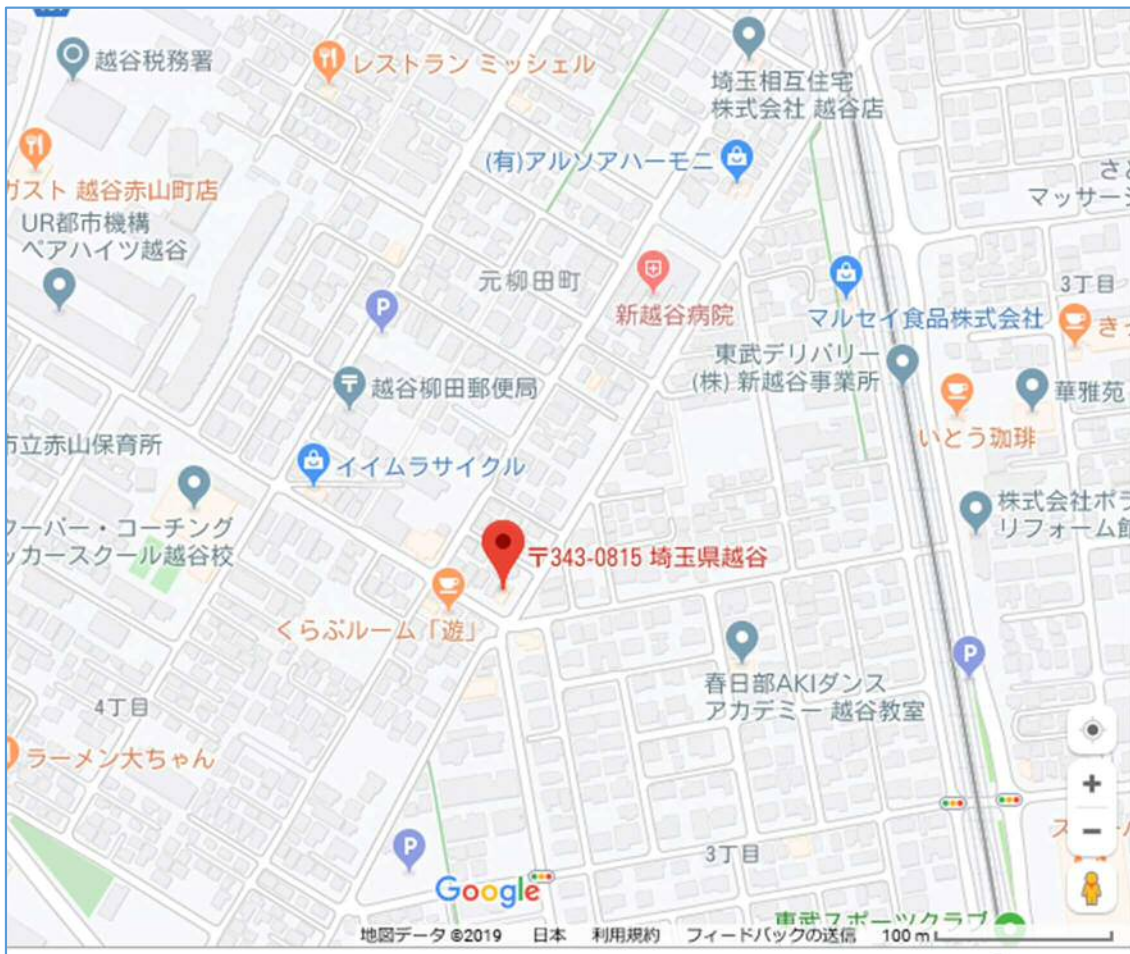 越谷税務署
レストラン ミッシェル
埼玉相互住宅
株式会社 越谷店
(有)アルソアハーモニ
ガスト 越谷赤山町店
UR都市機構
ペアハイツ越谷
元柳田町
新越谷病院
マッサージ
3丁目
マルセイ食品株式会社
東武デリバリー
(株) 新越谷事業所
P
越谷柳田郵便局
華雅苑
いとう珈琲
市立赤山保育所
イイムラサイクル
クーバー・コーチング
ッカースクール越谷校
株式会社ポラ
リフォーム館
〒343-0815 埼玉県越谷
くらぶルーム「遊」
春日部AKIダンス
アカデミー 越谷教室
P
4丁目
ラーメン大ちゃん
P
3丁目
Google
東武スポーツクラブ
地図データ ©2019 日本 利用規約 フィードバックの送信 100 m